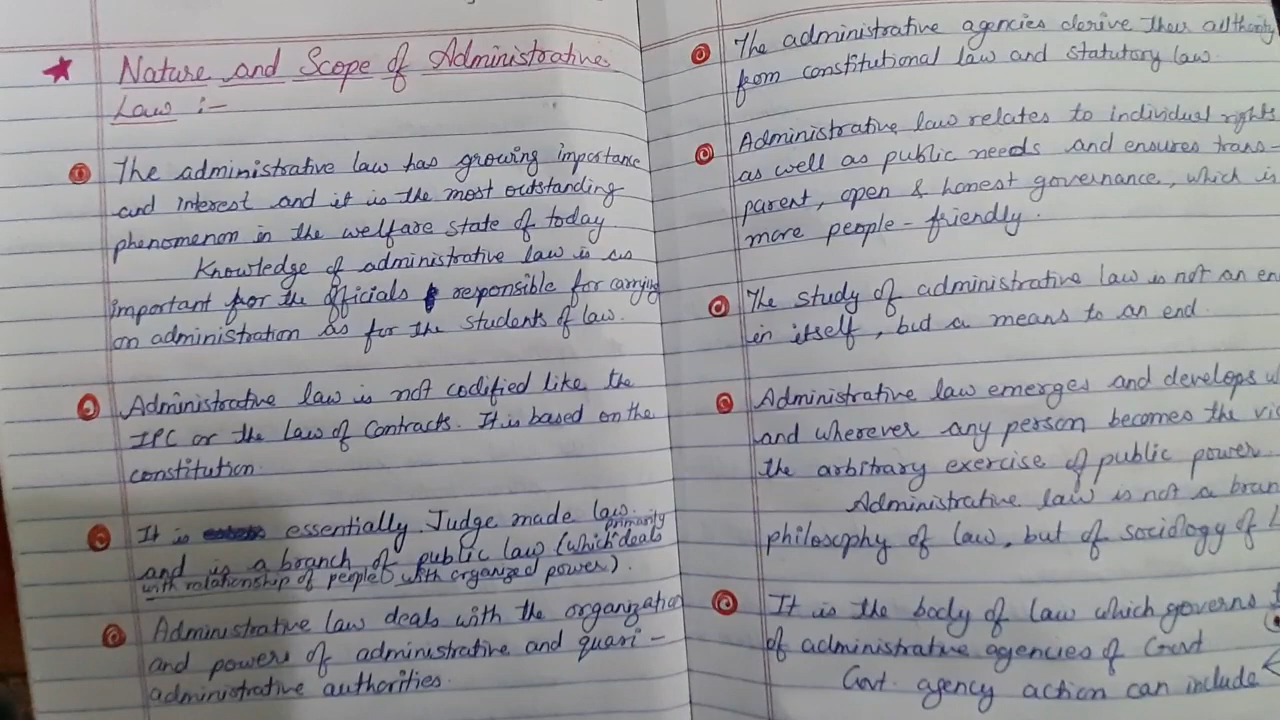 Nature and Scope of Administrative
Law :-
The administrative law has growing importance
and interest and it is the most outstanding
phenomenon in the welfare state of today.
Knowledge of administrative law is as
important for the officials responsible for carrying
on administration as for the students of law.
Administrative law is not codified like the
IPC or the Law of Contracts. It is based on the
constitution.
It is essentially Judge made law.
and is a branch of public law (which primarily deals
with relationship of people with organized power).
Administrative law deals with the organization
and powers of administrative and quasi-
administrative authorities.
The administrative agencies derive their authority
from constitutional law and statutory law.
Administrative law relates to individual rights
as well as public needs and ensures trans-
parent, open & honest governance, which is
more people-friendly.
The study of administrative law is not an en
in itself, but a means to an end.
Administrative law emerges and develops
and wherever any person becomes the vi
the arbitrary exercise of public power.
Administrative law is not a bran
philosophy of law, but of sociology of L
It is the body of law which governs
of administrative agencies of Govt
Govt. agency action can include